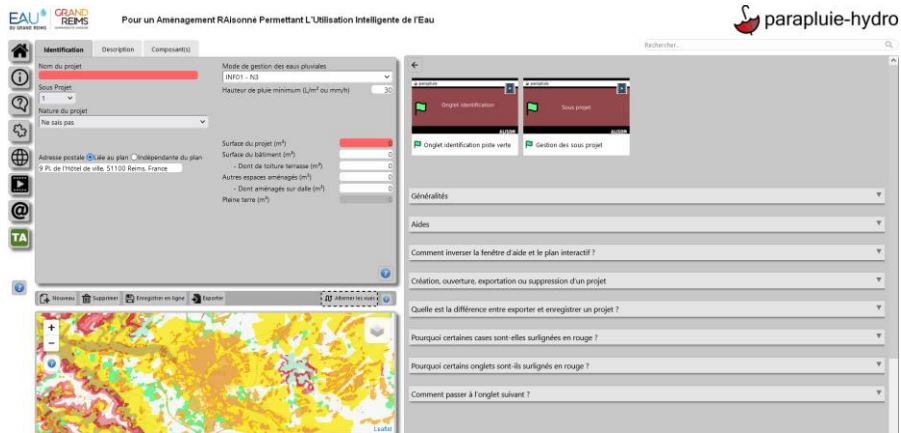 EAU
DU GRAND REIMS
GRAND
REIMS
Pour un Aménagement RAisonné Permettant L'Utilisation Intelligente de l'Eau
parapluie-hydro
Identification
Description
Composant(s)
Rechercher..
Nom du projet
Sous Projet
1
Nature du projet
Ne sais pas
Adresse postale
Liée au plan
Indépendante du plan
9 Pl. de l'Hôtel de ville, 51100 Reims, France
Mode de gestion des eaux pluviales
INF01 - N3
Hauteur de pluie minimum (L/m² ou mm/h) 30
Surface du projet (m²) 0
Surface du bâtiment (m²) 0
- Dont de toiture terrasse (m²) 0
Autres espaces aménagés (m²) 0
- Dont aménagés sur dalle (m²) 0
Pleine terre (m²) 0
TA
Nouveau
Supprimer
Enregistrer en ligne
Exporter
Alterner les vues
+
−
Leaflet
Onglet identification
Sous projet
Onglet identification piste verte
Gestion des sous projet
Généralités
Aides
Comment inverser la fenêtre d'aide et le plan interactif ?
Création, ouverture, exportation ou suppression d'un projet
Quelle est la différence entre exporter et enregistrer un projet ?
Pourquoi certaines cases sont-elles surlignées en rouge ?
Pourquoi certains onglets sont-ils surlignés en rouge ?
Comment passer à l'onglet suivant ?